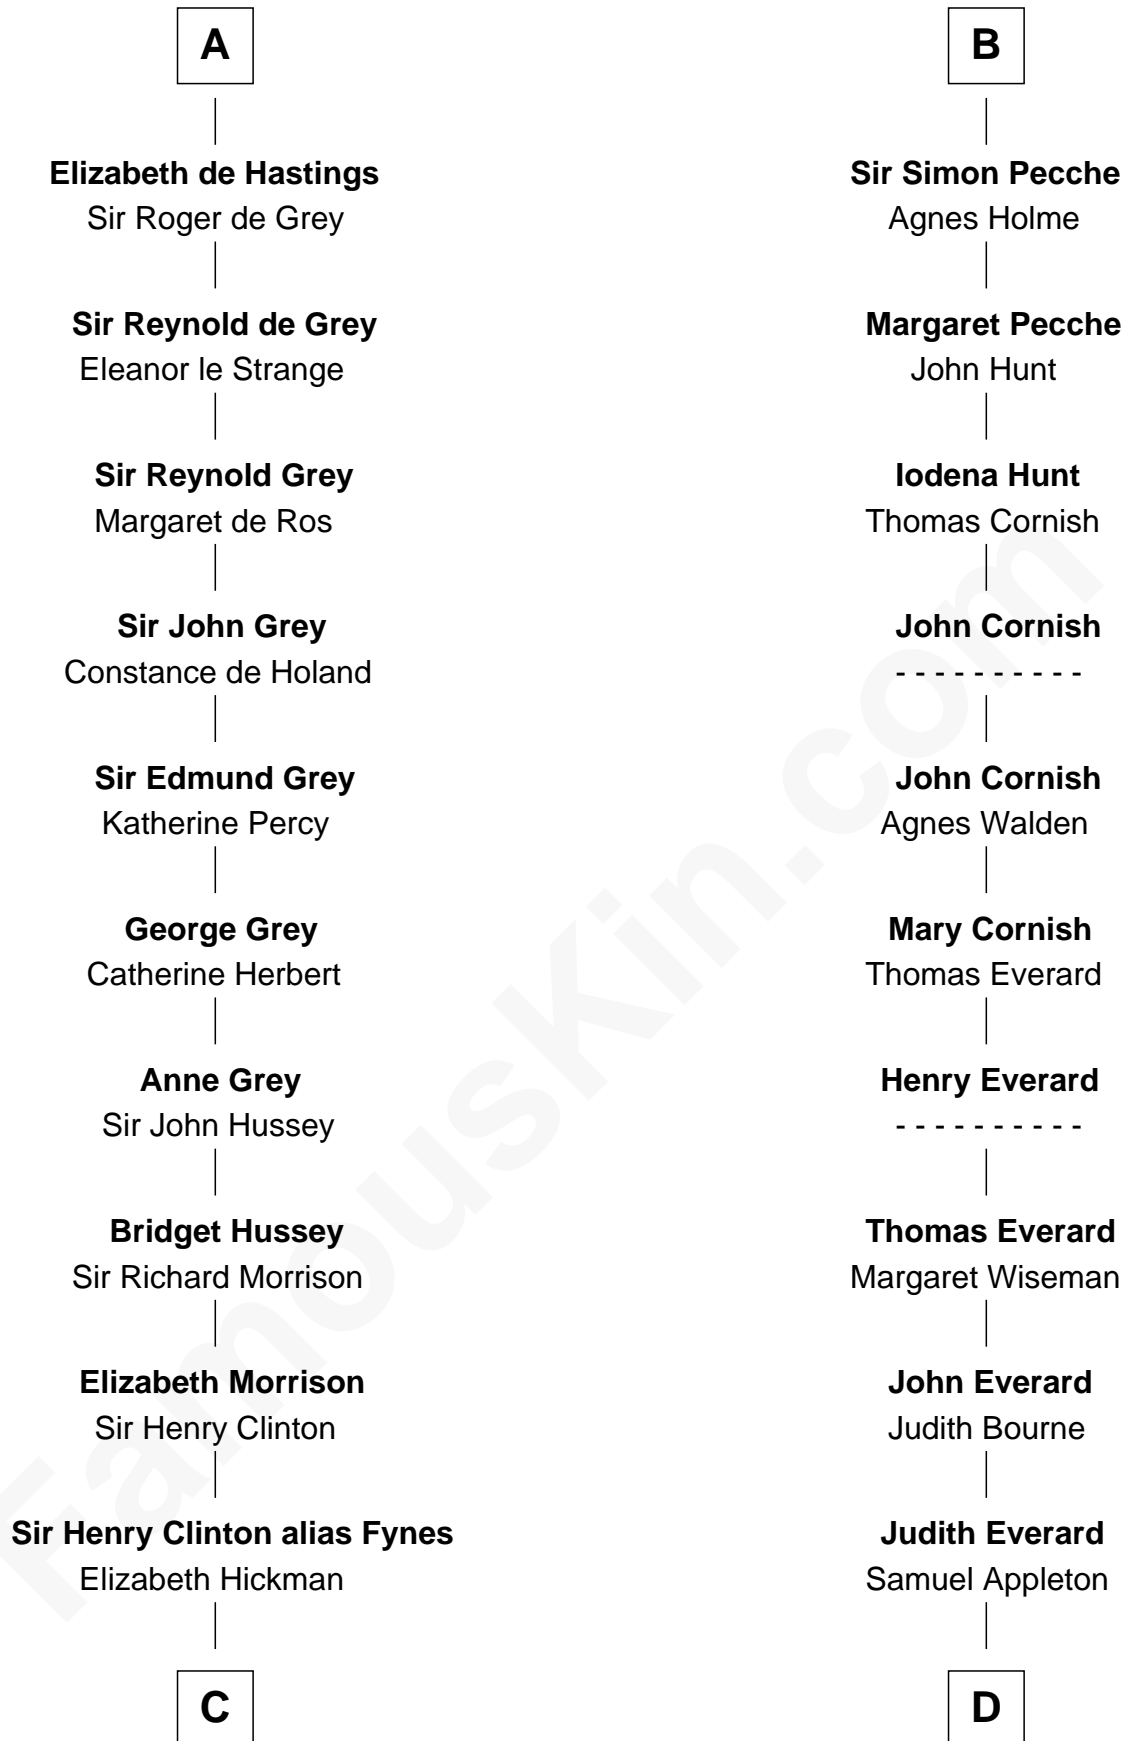 A
Elizabeth de Hastings
Sir Roger de Grey
Sir Reynold de Grey
Eleanor le Strange
Sir Reynold Grey
Margaret de Ros
Sir John Grey
Constance de Holand
Sir Edmund Grey
Katherine Percy
George Grey
Catherine Herbert
Anne Grey
Sir John Hussey
Bridget Hussey
Sir Richard Morrison
Elizabeth Morrison
Sir Henry Clinton
Sir Henry Clinton alias Fynes
Elizabeth Hickman
C
B
Sir Simon Pecche
Agnes Holme
Margaret Pecche
John Hunt
Iodena Hunt
Thomas Cornish
John Cornish
- - - - - - - - - -
John Cornish
Agnes Walden
Mary Cornish
Thomas Everard
Henry Everard
- - - - - - - - - -
Thomas Everard
Margaret Wiseman
John Everard
Judith Bourne
Judith Everard
Samuel Appleton
D
FamousKin.com